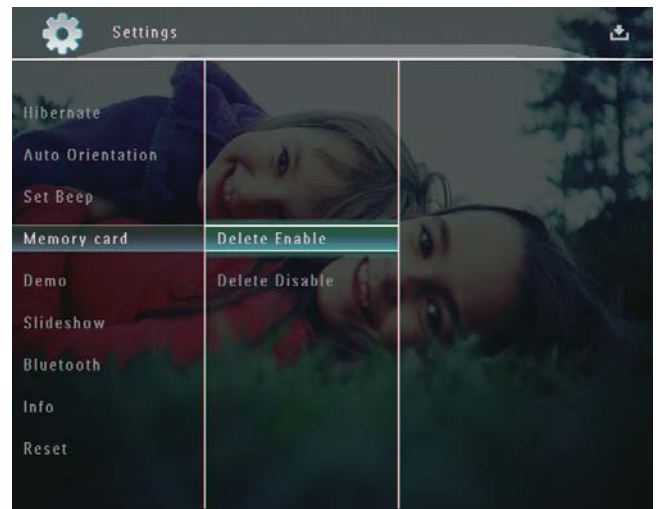 Settings
Hibernate
Auto Orientation
Set Beep
Memory card
Delete Enable
Demo
Delete Disable
Slideshow
Bluetooth
Info
Reset